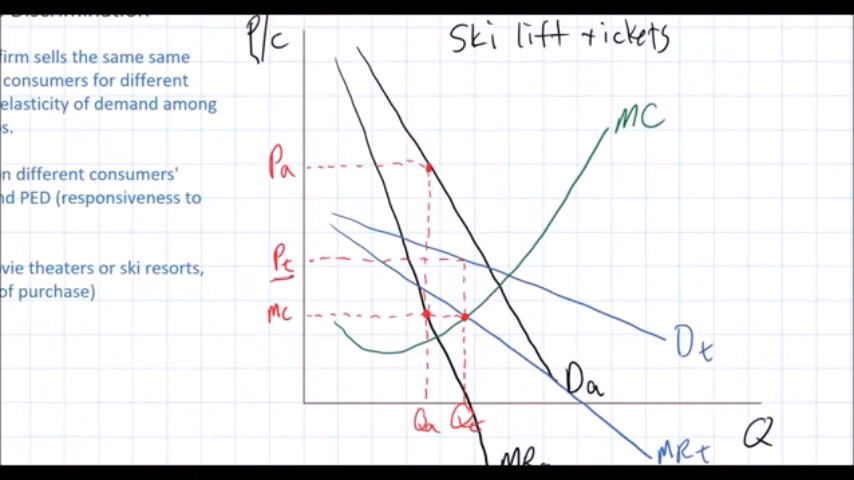 Discrimination
firm sells the same same
consumers for different
elasticity of demand among
s.
n different consumers'
nd PED (responsiveness to
vie theaters or ski resorts,
of purchase)
P/c
Ski lift tickets
MC
Pa
Pt
MC
Dt
Da
Qa
Qt
Q
MRt